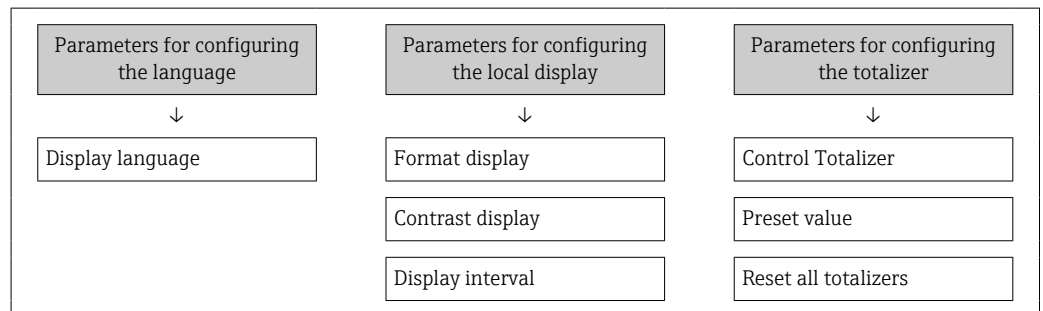 Parameters for configuring
the language
↓
Display language
Parameters for configuring
the local display
↓
Format display
Contrast display
Display interval
Parameters for configuring
the totalizer
↓
Control Totalizer
Preset value
Reset all totalizers